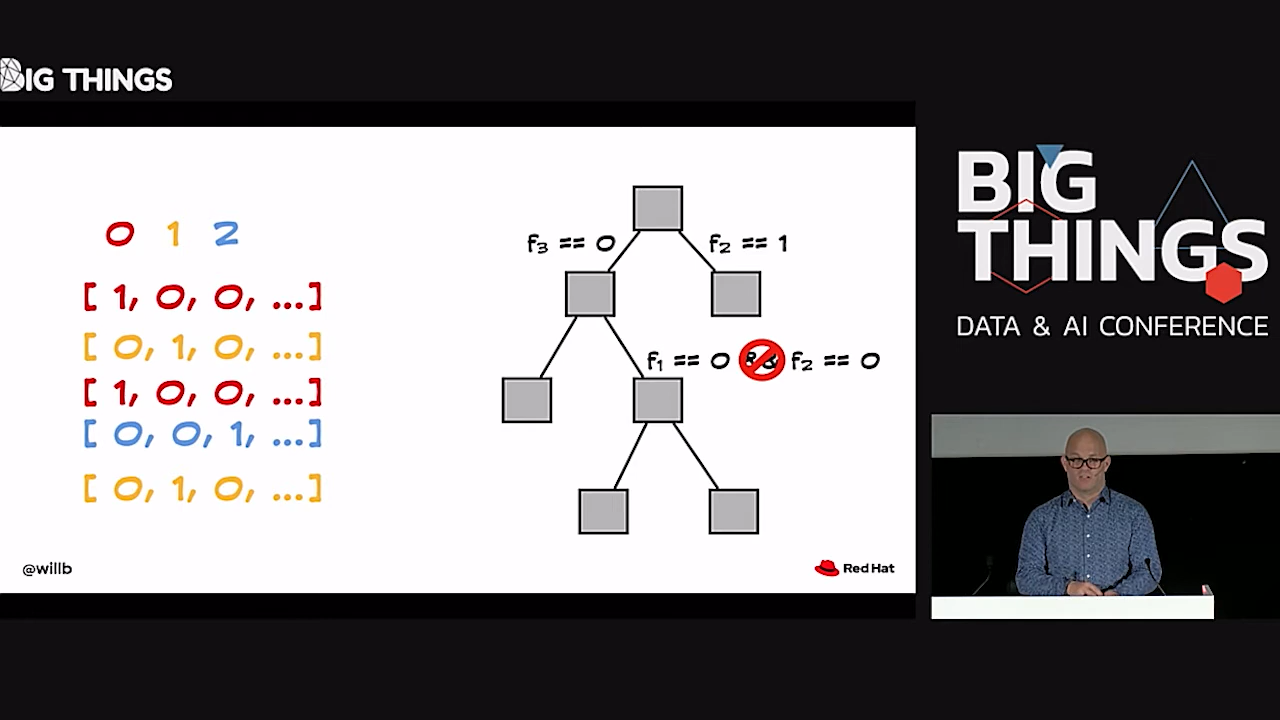 BIG THINGS
0 1 2
[ 1, 0, 0, ...]
[ 0, 1, 0, ...]
[ 1, 0, 0, ...]
[ 0, 0, 1, ...]
[ 0, 1, 0, ...]
f₃ == 0
f₂ == 1
f₁ == 0 && f₂ == 0
@willb
Red Hat
BIG
THINGS
DATA & AI CONFERENCE